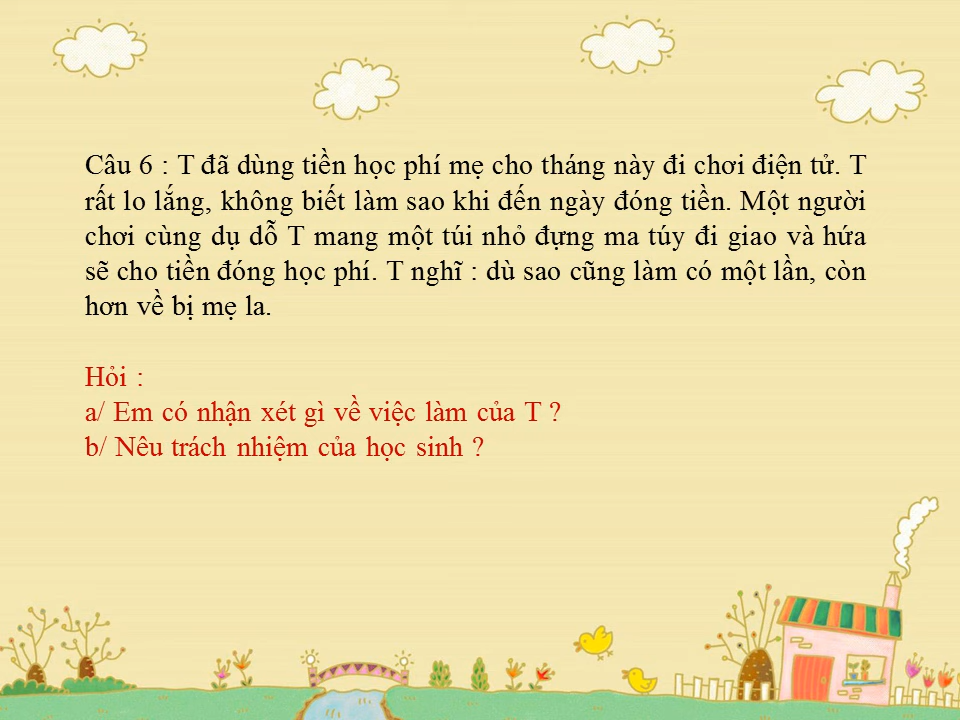 Câu 6 : T đã dùng tiền học phí mẹ cho tháng này đi chơi điện tử. T
rất lo lắng, không biết làm sao khi đến ngày đóng tiền. Một người
chơi cùng dụ dỗ T mang một túi nhỏ đựng ma túy đi giao và hứa
sẽ cho tiền đóng học phí. T nghĩ : dù sao cũng làm có một lần, còn
hơn về bị mẹ la.
Hỏi :
a/ Em có nhận xét gì về việc làm của T ?
b/ Nêu trách nhiệm của học sinh ?